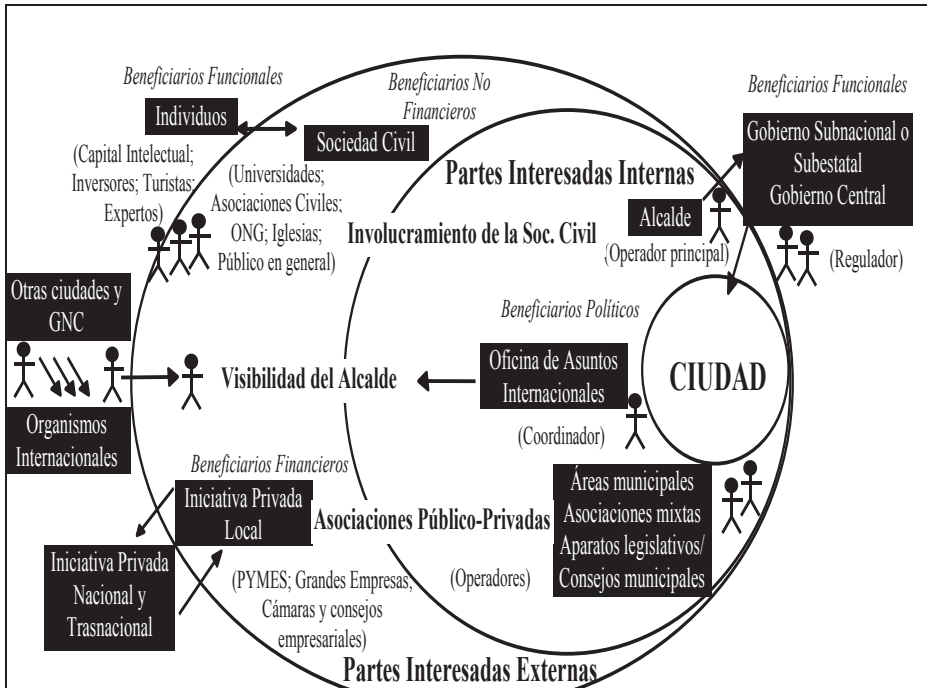 Beneficiarios Funcionales
Individuos
(Capital Intelectual;
Inversores; Turistas;
Expertos)
Beneficiarios No
Financieros
Sociedad Civil
(Universidades;
Asociaciones Civiles;
ONG; Iglesias;
Público en general)
Beneficiarios Funcionales
Gobierno Subnacional o
Subestatal
Gobierno Central
(Regulador)
Partes Interesadas Internas
Alcalde
(Operador principal)
Involucramiento de la Soc. Civil
Otras ciudades y
GNC
Organismos
Internacionales
Visibilidad del Alcalde
Beneficiarios Políticos
Oficina de Asuntos
Internacionales
(Coordinador)
CIUDAD
Beneficiarios Financieros
Iniciativa Privada
Local
Asociaciones Público-Privadas
Áreas municipales
Asociaciones mixtas
Aparatos legislativos/
Consejos municipales
(Operadores)
Iniciativa Privada
Nacional y
Trasnacional
(PYMES; Grandes Empresas;
Cámaras y consejos
empresariales)
Partes Interesadas Externas